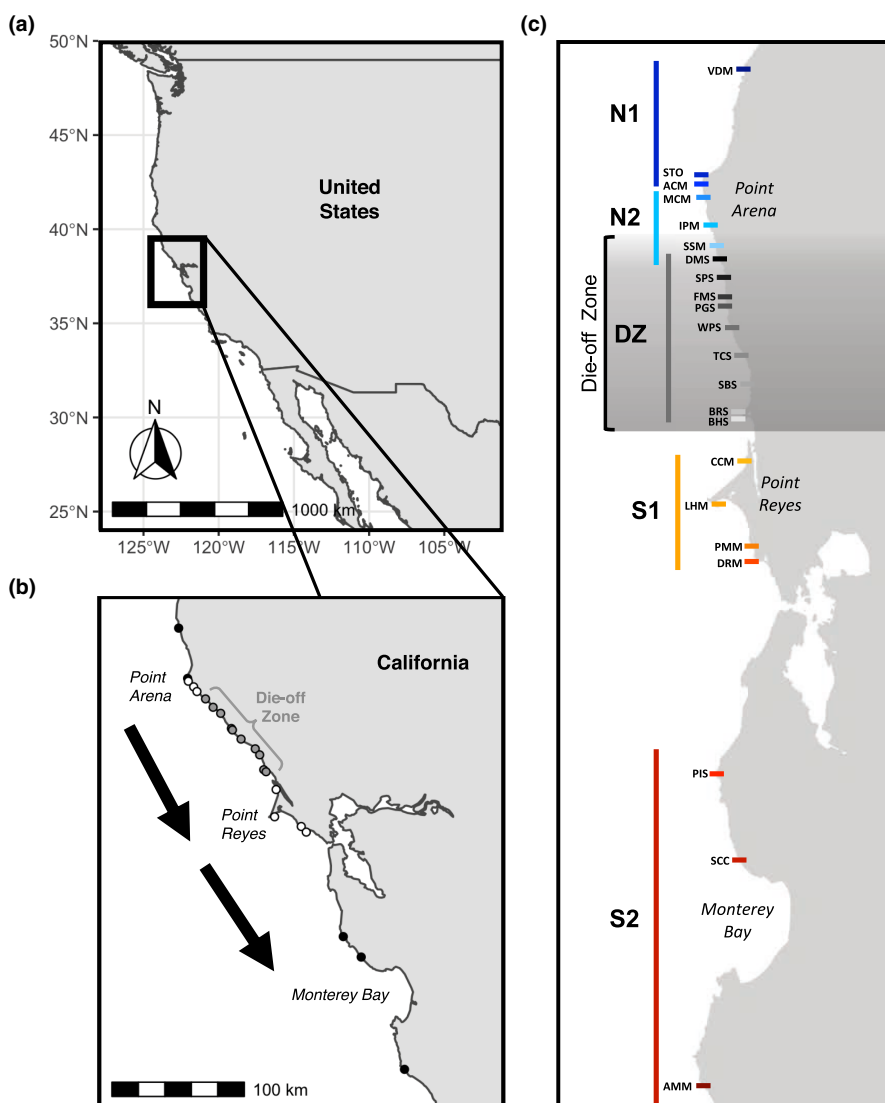 (a)
50°N
45°N
40°N
35°N
30°N
25°N
United
States
N
1000 km
125°W
120°W
115°W
110°W
105°W
(b)
California
Point
Arena
Die-off
Zone
Point
Reyes
Monterey Bay
100 km
(c)
VDM
N1
STO
ACM
MCM
Point
Arena
N2
IPM
SSM
DMS
SPS
FMS
PGS
Die-off Zone
DZ
WPS
TCS
SBS
BRS
BHS
CCM
Point
Reyes
S1
LHM
PMM
DRM
PIS
SCC
S2
Monterey
Bay
AMM